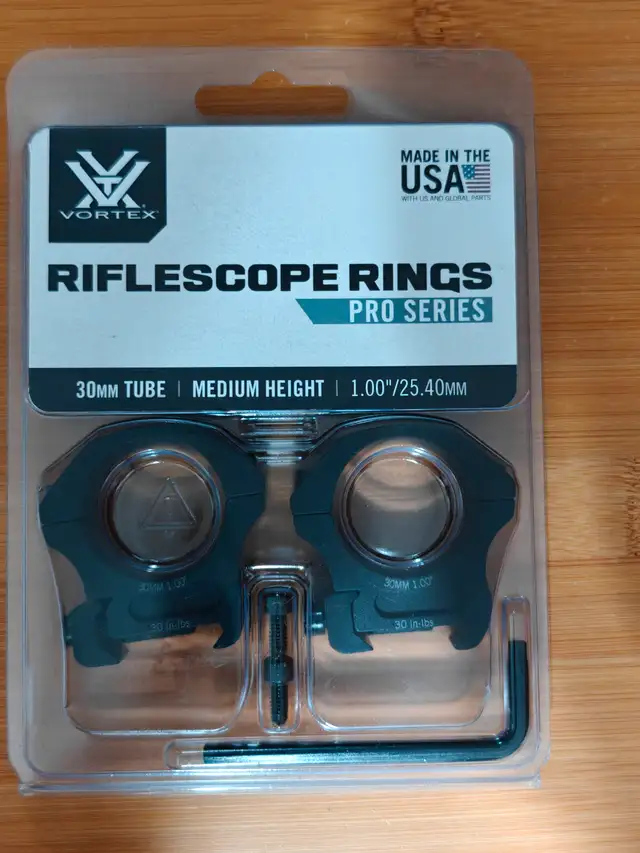 VORTEX
MADE IN THE
USA
WITH US AND GLOBAL PARTS
RIFLESCOPE RINGS
PRO SERIES
30MM TUBE | MEDIUM HEIGHT | 1.00"/25.40MM
30MM 1.00"
30 in-lbs
30MM 1.00"
30 in-lbs